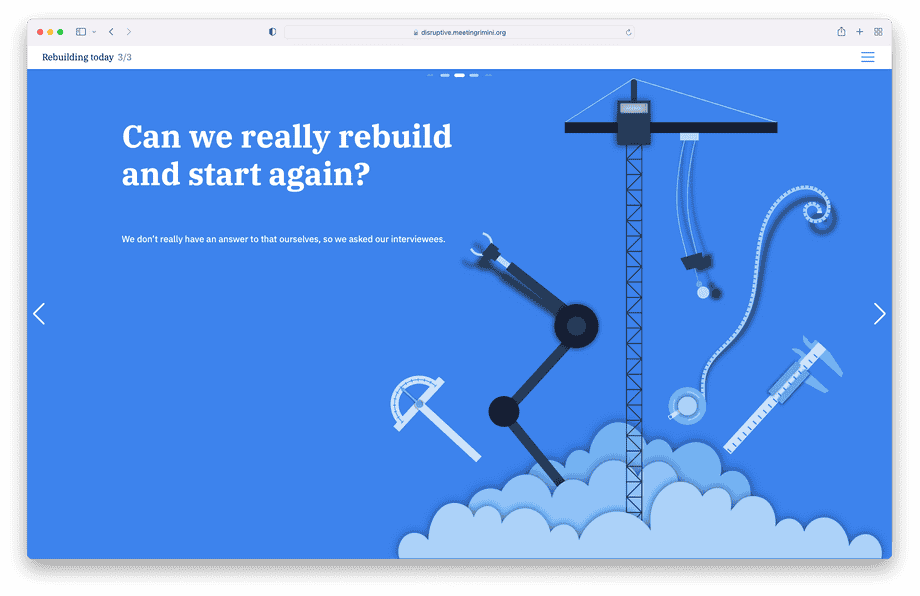 disruptive.meetingrimini.org
Rebuilding today 3/3
Can we really rebuild
and start again?
We don't really have an answer to that ourselves, so we asked our interviewees.